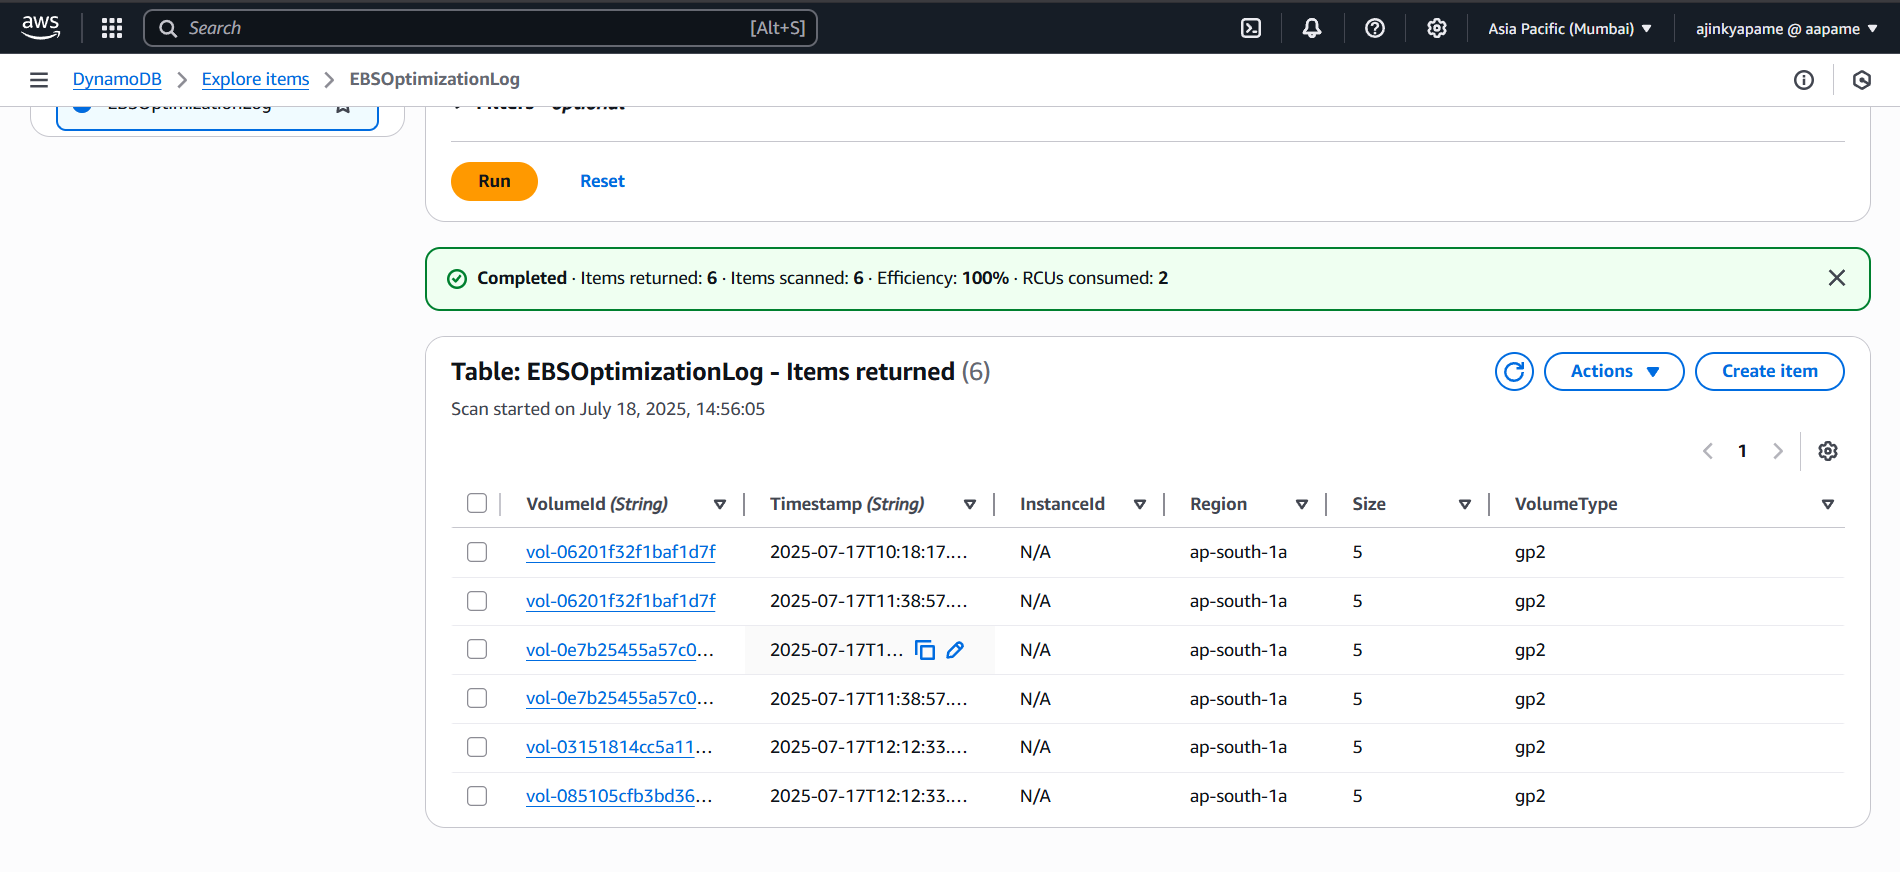 aws Search [Alt+S] Asia Pacific (Mumbai) ajinkyapame @ aapame
DynamoDB Explore items EBSOptimizationLog
EBSOptimizationLog Filters - optional
Run Reset
Completed · Items returned: 6 · Items scanned: 6 · Efficiency: 100% · RCUs consumed: 2
Table: EBSOptimizationLog - Items returned (6) Actions Create item
Scan started on July 18, 2025, 14:56:05
1
VolumeId (String) Timestamp (String) InstanceId Region Size VolumeType
vol-06201f32f1baf1d7f 2025-07-17T10:18:17.... N/A ap-south-1a 5 gp2
vol-06201f32f1baf1d7f 2025-07-17T11:38:57.... N/A ap-south-1a 5 gp2
vol-0e7b25455a57c0... 2025-07-17T1... N/A ap-south-1a 5 gp2
vol-0e7b25455a57c0... 2025-07-17T11:38:57.... N/A ap-south-1a 5 gp2
vol-03151814cc5a11... 2025-07-17T12:12:33.... N/A ap-south-1a 5 gp2
vol-085105cfb3bd36... 2025-07-17T12:12:33.... N/A ap-south-1a 5 gp2